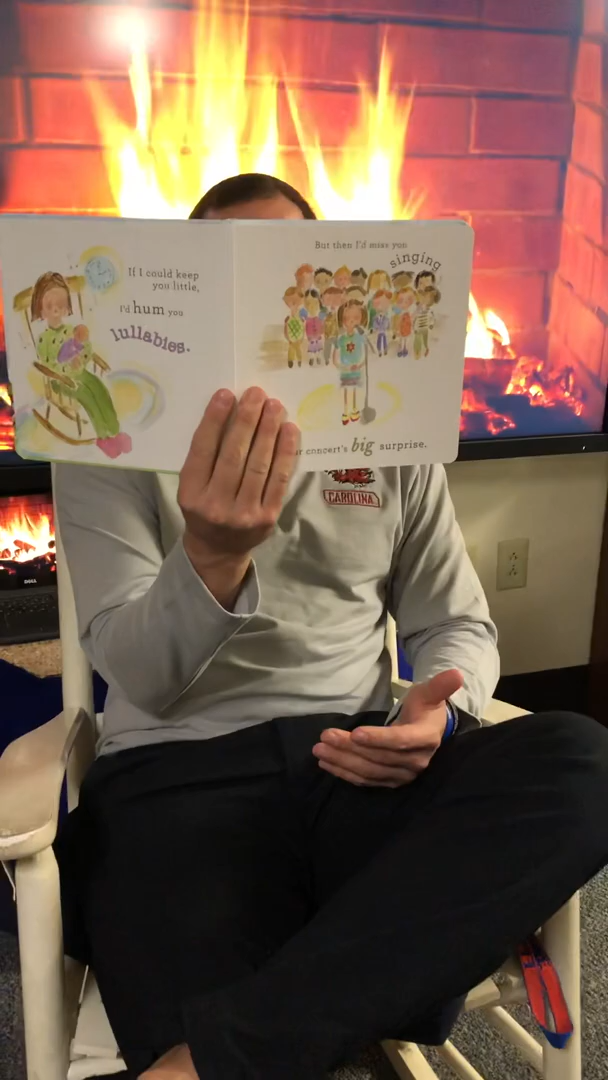 If I could keep
you little,
I'd hum you
lullabies.
But then I'd miss you
singing
concert's big surprise.
CAROLINA
DELL